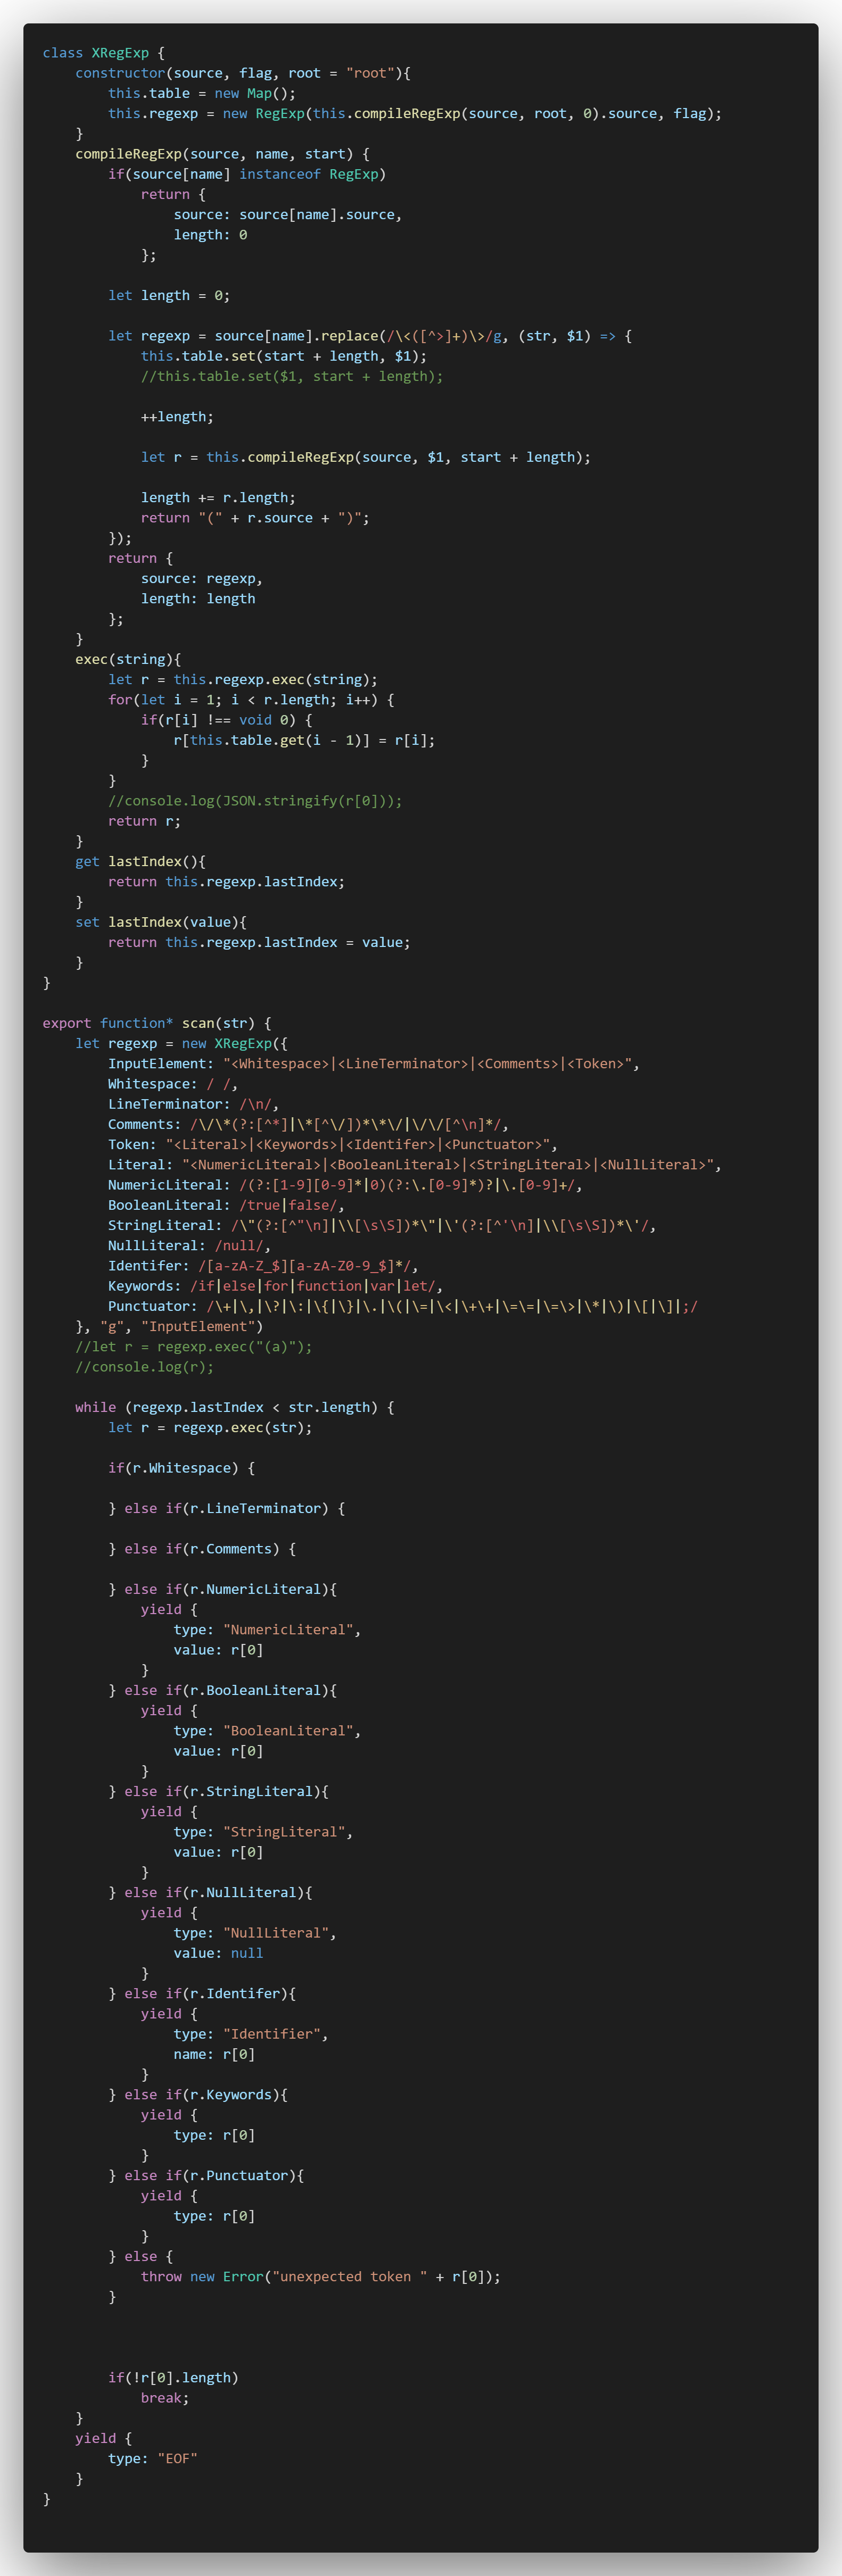 class XRegExp {
    constructor(source, flag, root = "root"){
        this.table = new Map();
        this.regexp = new RegExp(this.compileRegExp(source, root, 0).source, flag);
    }
    compileRegExp(source, name, start) {
        if(source[name] instanceof RegExp)
            return {
                source: source[name].source,
                length: 0
            };

        let length = 0;

        let regexp = source[name].replace(/\<([^>]+)\>/g, (str, $1) => {
            this.table.set(start + length, $1);
            //this.table.set($1, start + length);

            ++length;

            let r = this.compileRegExp(source, $1, start + length);

            length += r.length;
            return "(" + r.source + ")";
        });
        return {
            source: regexp,
            length: length
        };
    }
    exec(string){
        let r = this.regexp.exec(string);
        for(let i = 1; i < r.length; i++) {
            if(r[i] !== void 0) {
                r[this.table.get(i - 1)] = r[i];
            }
        }
        //console.log(JSON.stringify(r[0]));
        return r;
    }
    get lastIndex(){
        return this.regexp.lastIndex;
    }
    set lastIndex(value){
        return this.regexp.lastIndex = value;
    }
}

export function* scan(str) {
    let regexp = new XRegExp({
        InputElement: "<Whitespace>|<LineTerminator>|<Comments>|<Token>",
        Whitespace: / /,
        LineTerminator: /\n/,
        Comments: /\/\*(?:[^*]|\*[^\/])*\*\/|\/\/[^\n]*/,
        Token: "<Literal>|<Keywords>|<Identifer>|<Punctuator>",
        Literal: "<NumericLiteral>|<BooleanLiteral>|<StringLiteral>|<NullLiteral>",
        NumericLiteral: /(?:[1-9][0-9]*|0)(?:\.[0-9]*)?|\.[0-9]+/,
        BooleanLiteral: /true|false/,
        StringLiteral: /\"(?:[^"\n]|\\[\s\S])*\"|\'(?:[^'\n]|\\[\s\S])*\'/,
        NullLiteral: /null/,
        Identifer: /[a-zA-Z_$][a-zA-Z0-9_$]*/,
        Keywords: /if|else|for|function|var|let/,
        Punctuator: /\+|\,|\?|\:|\{|\}|\.|\(|\=|\<|\+\+|\=\=|\=\>|\*|\)|\[|\]|;/
    }, "g", "InputElement")
    //let r = regexp.exec("(a)");
    //console.log(r);

    while (regexp.lastIndex < str.length) {
        let r = regexp.exec(str);

        if(r.Whitespace) {

        } else if(r.LineTerminator) {

        } else if(r.Comments) {

        } else if(r.NumericLiteral){
            yield {
                type: "NumericLiteral",
                value: r[0]
            }
        } else if(r.BooleanLiteral){
            yield {
                type: "BooleanLiteral",
                value: r[0]
            }
        } else if(r.StringLiteral){
            yield {
                type: "StringLiteral",
                value: r[0]
            }
        } else if(r.NullLiteral){
            yield {
                type: "NullLiteral",
                value: null
            }
        } else if(r.Identifer){
            yield {
                type: "Identifier",
                name: r[0]
            }
        } else if(r.Keywords){
            yield {
                type: r[0]
            }
        } else if(r.Punctuator){
            yield {
                type: r[0]
            }
        } else {
            throw new Error("unexpected token " + r[0]);
        }



        if(!r[0].length)
            break;
    }
    yield {
        type: "EOF"
    }
}